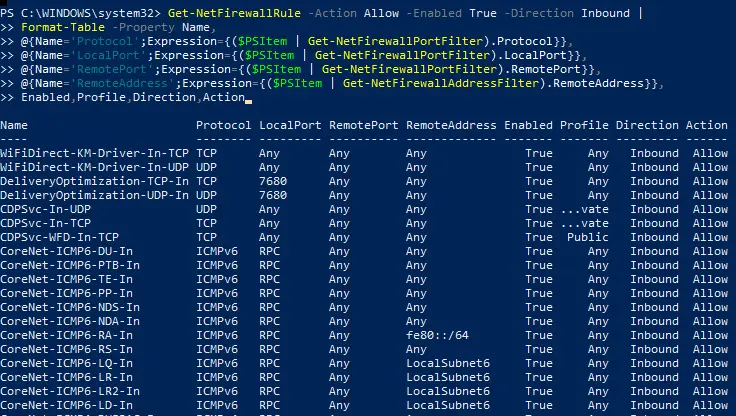 PS C:\WINDOWS\system32> Get-NetFirewallRule -Action Allow -Enabled True -Direction Inbound |
>> Format-Table -Property Name,
>> @{Name='Protocol';Expression={($PSItem | Get-NetFirewallPortFilter).Protocol}},
>> @{Name='LocalPort';Expression={($PSItem | Get-NetFirewallPortFilter).LocalPort}},
>> @{Name='RemotePort';Expression={($PSItem | Get-NetFirewallPortFilter).RemotePort}},
>> @{Name='RemoteAddress';Expression={($PSItem | Get-NetFirewallAddressFilter).RemoteAddress}},
>> Enabled,Profile,Direction,Action
Name Protocol LocalPort RemotePort RemoteAddress Enabled Profile Direction Action
---- -------- --------- ---------- ------------- ------- ------- --------- ------
WiFiDirect-KM-Driver-In-TCP TCP Any Any Any True Any Inbound Allow
WiFiDirect-KM-Driver-In-UDP UDP Any Any Any True Any Inbound Allow
DeliveryOptimization-TCP-In TCP 7680 Any Any True Any Inbound Allow
DeliveryOptimization-UDP-In UDP 7680 Any Any True Any Inbound Allow
CDPSvc-In-UDP UDP Any Any Any True ...vate Inbound Allow
CDPSvc-In-TCP TCP Any Any Any True ...vate Inbound Allow
CDPSvc-WFD-In-TCP TCP Any Any Any True Public Inbound Allow
CoreNet-ICMP6-DU-In ICMPv6 RPC Any Any True Any Inbound Allow
CoreNet-ICMP6-PTB-In ICMPv6 RPC Any Any True Any Inbound Allow
CoreNet-ICMP6-TE-In ICMPv6 RPC Any Any True Any Inbound Allow
CoreNet-ICMP6-PP-In ICMPv6 RPC Any Any True Any Inbound Allow
CoreNet-ICMP6-NDS-In ICMPv6 RPC Any Any True Any Inbound Allow
CoreNet-ICMP6-NDA-In ICMPv6 RPC Any Any True Any Inbound Allow
CoreNet-ICMP6-RA-In ICMPv6 RPC Any fe80::/64 True Any Inbound Allow
CoreNet-ICMP6-RS-In ICMPv6 RPC Any Any True Any Inbound Allow
CoreNet-ICMP6-LQ-In ICMPv6 RPC Any LocalSubnet6 True Any Inbound Allow
CoreNet-ICMP6-LR-In ICMPv6 RPC Any LocalSubnet6 True Any Inbound Allow
CoreNet-ICMP6-LR2-In ICMPv6 RPC Any LocalSubnet6 True Any Inbound Allow
CoreNet-ICMP6-LD-In ICMPv6 RPC Any LocalSubnet6 True Any Inbound Allow